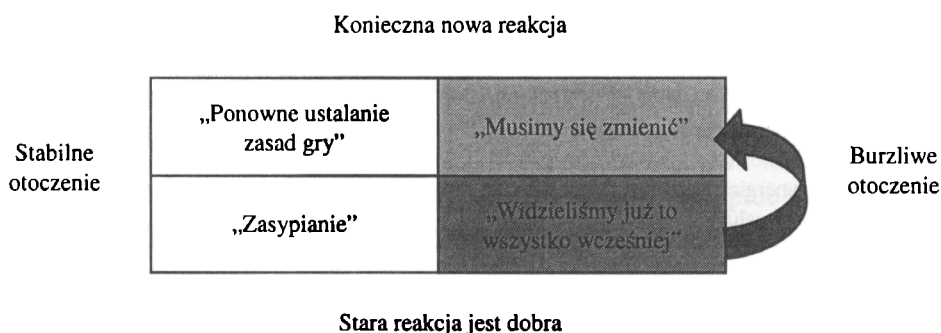 Konieczna nowa reakcja
„Ponowne ustalanie
zasad gry”
„Musimy się zmienić”
Stabilne
otoczenie
Burzliwe
otoczenie
„Zasypianie”
„Widzieliśmy już to
wszystko wcześniej“
Stara reakcja jest dobra